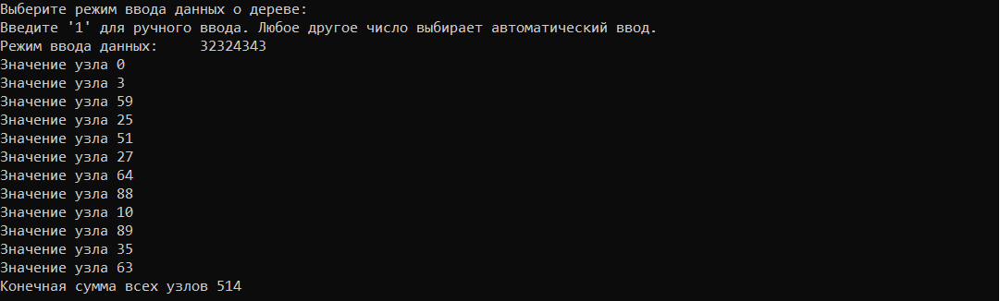 Выберите режим ввода данных о дереве:
Введите '1' для ручного ввода. Любое другое число выбирает автоматический ввод.
Режим ввода данных:     32324343
Значение узла 0
Значение узла 3
Значение узла 59
Значение узла 25
Значение узла 51
Значение узла 27
Значение узла 64
Значение узла 88
Значение узла 10
Значение узла 89
Значение узла 35
Значение узла 63
Конечная сумма всех узлов 514